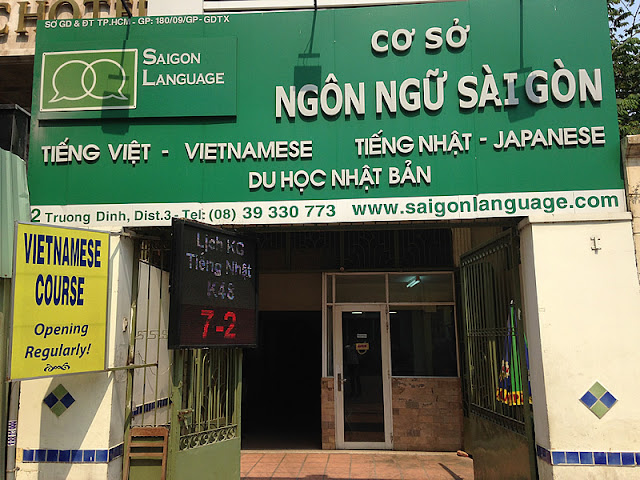 CHOTEL
SỞ GD & ĐT TP.HCM - GP: 180/09/GP - GDTX
SAIGON
LANGUAGE
CƠ SỞ
NGÔN NGỮ SÀI GÒN
TIẾNG VIỆT - VIETNAMESE TIẾNG NHẬT - JAPANESE
DU HỌC NHẬT BẢN
2 Truong Dinh, Dist.3 - Tel: (08) 39 330 773 www.saigonlanguage.com
VIETNAMESE
COURSE
Opening
Regularly!
Lịch KG
Tiếng Nhật
K48
7-2